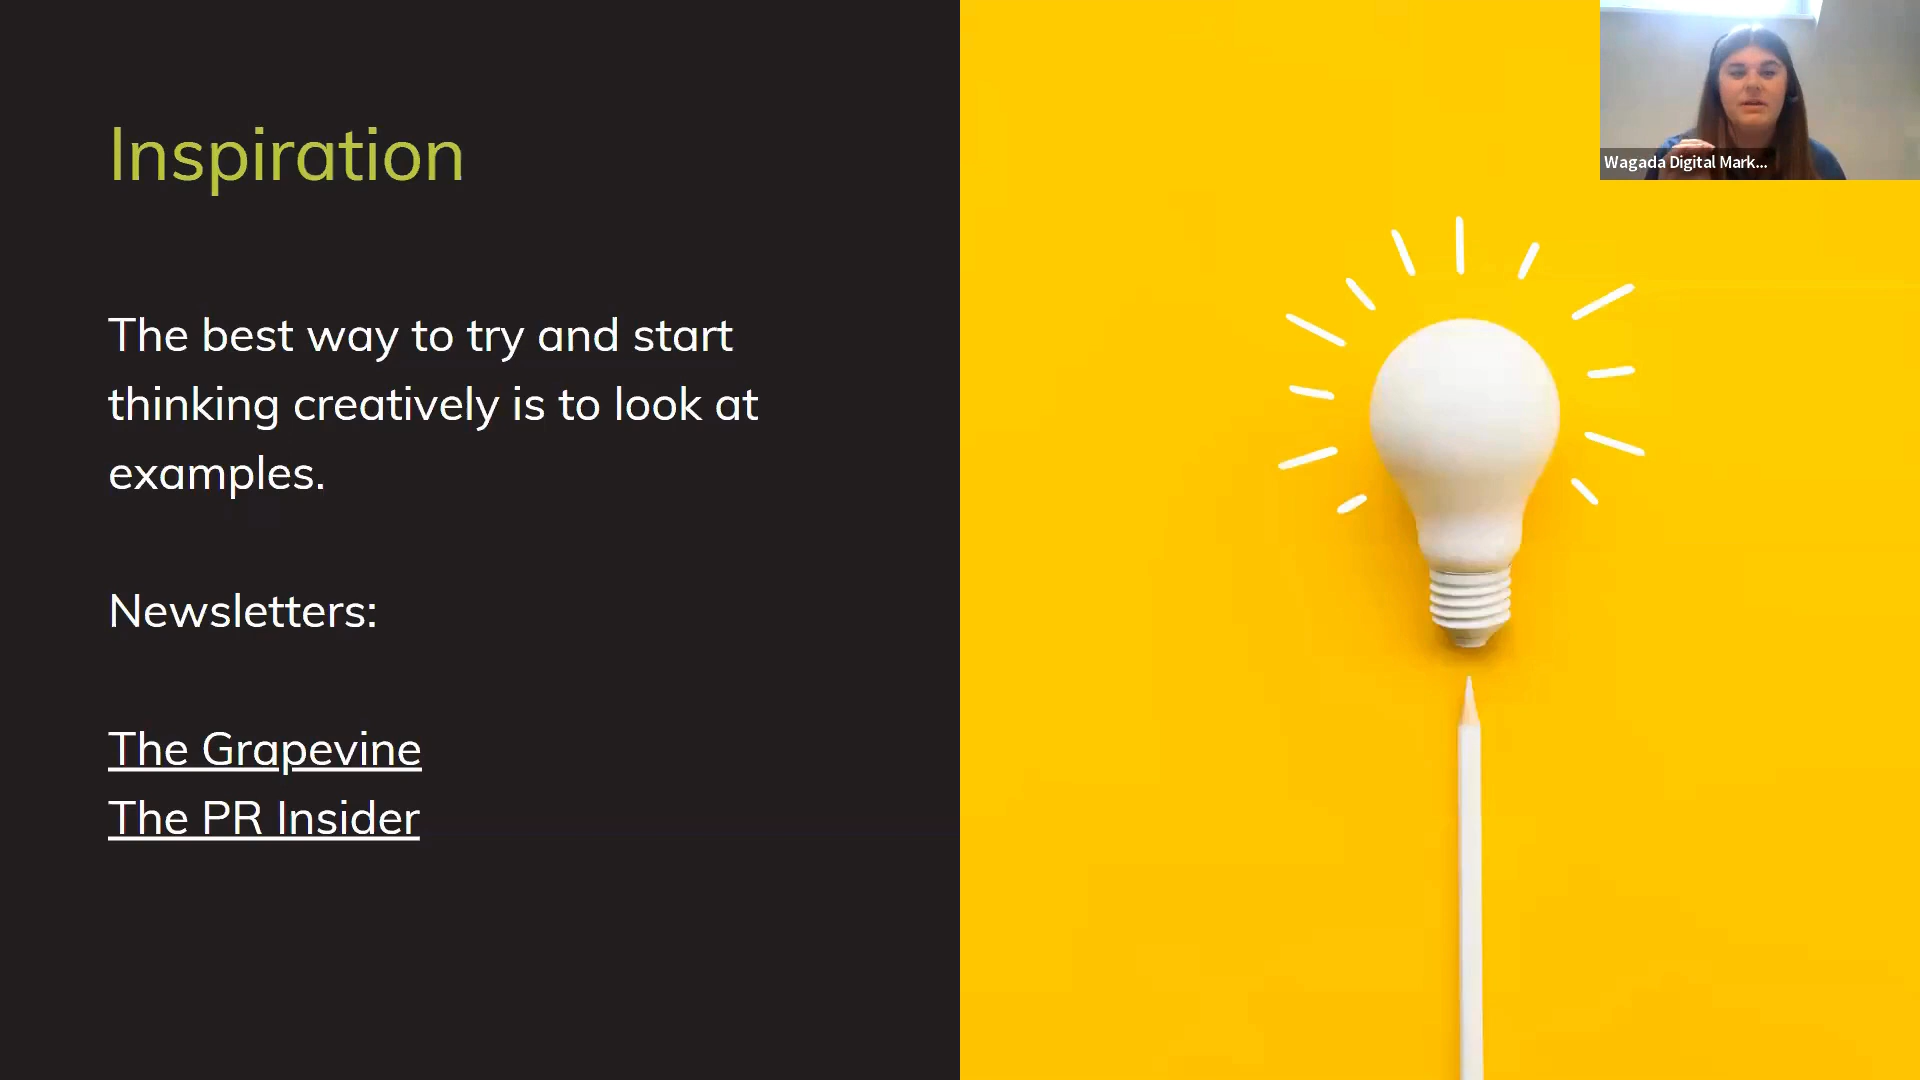 Inspiration
The best way to try and start
thinking creatively is to look at
examples.
Newsletters:
The Grapevine
The PR Insider
Wagada Digital Mark...